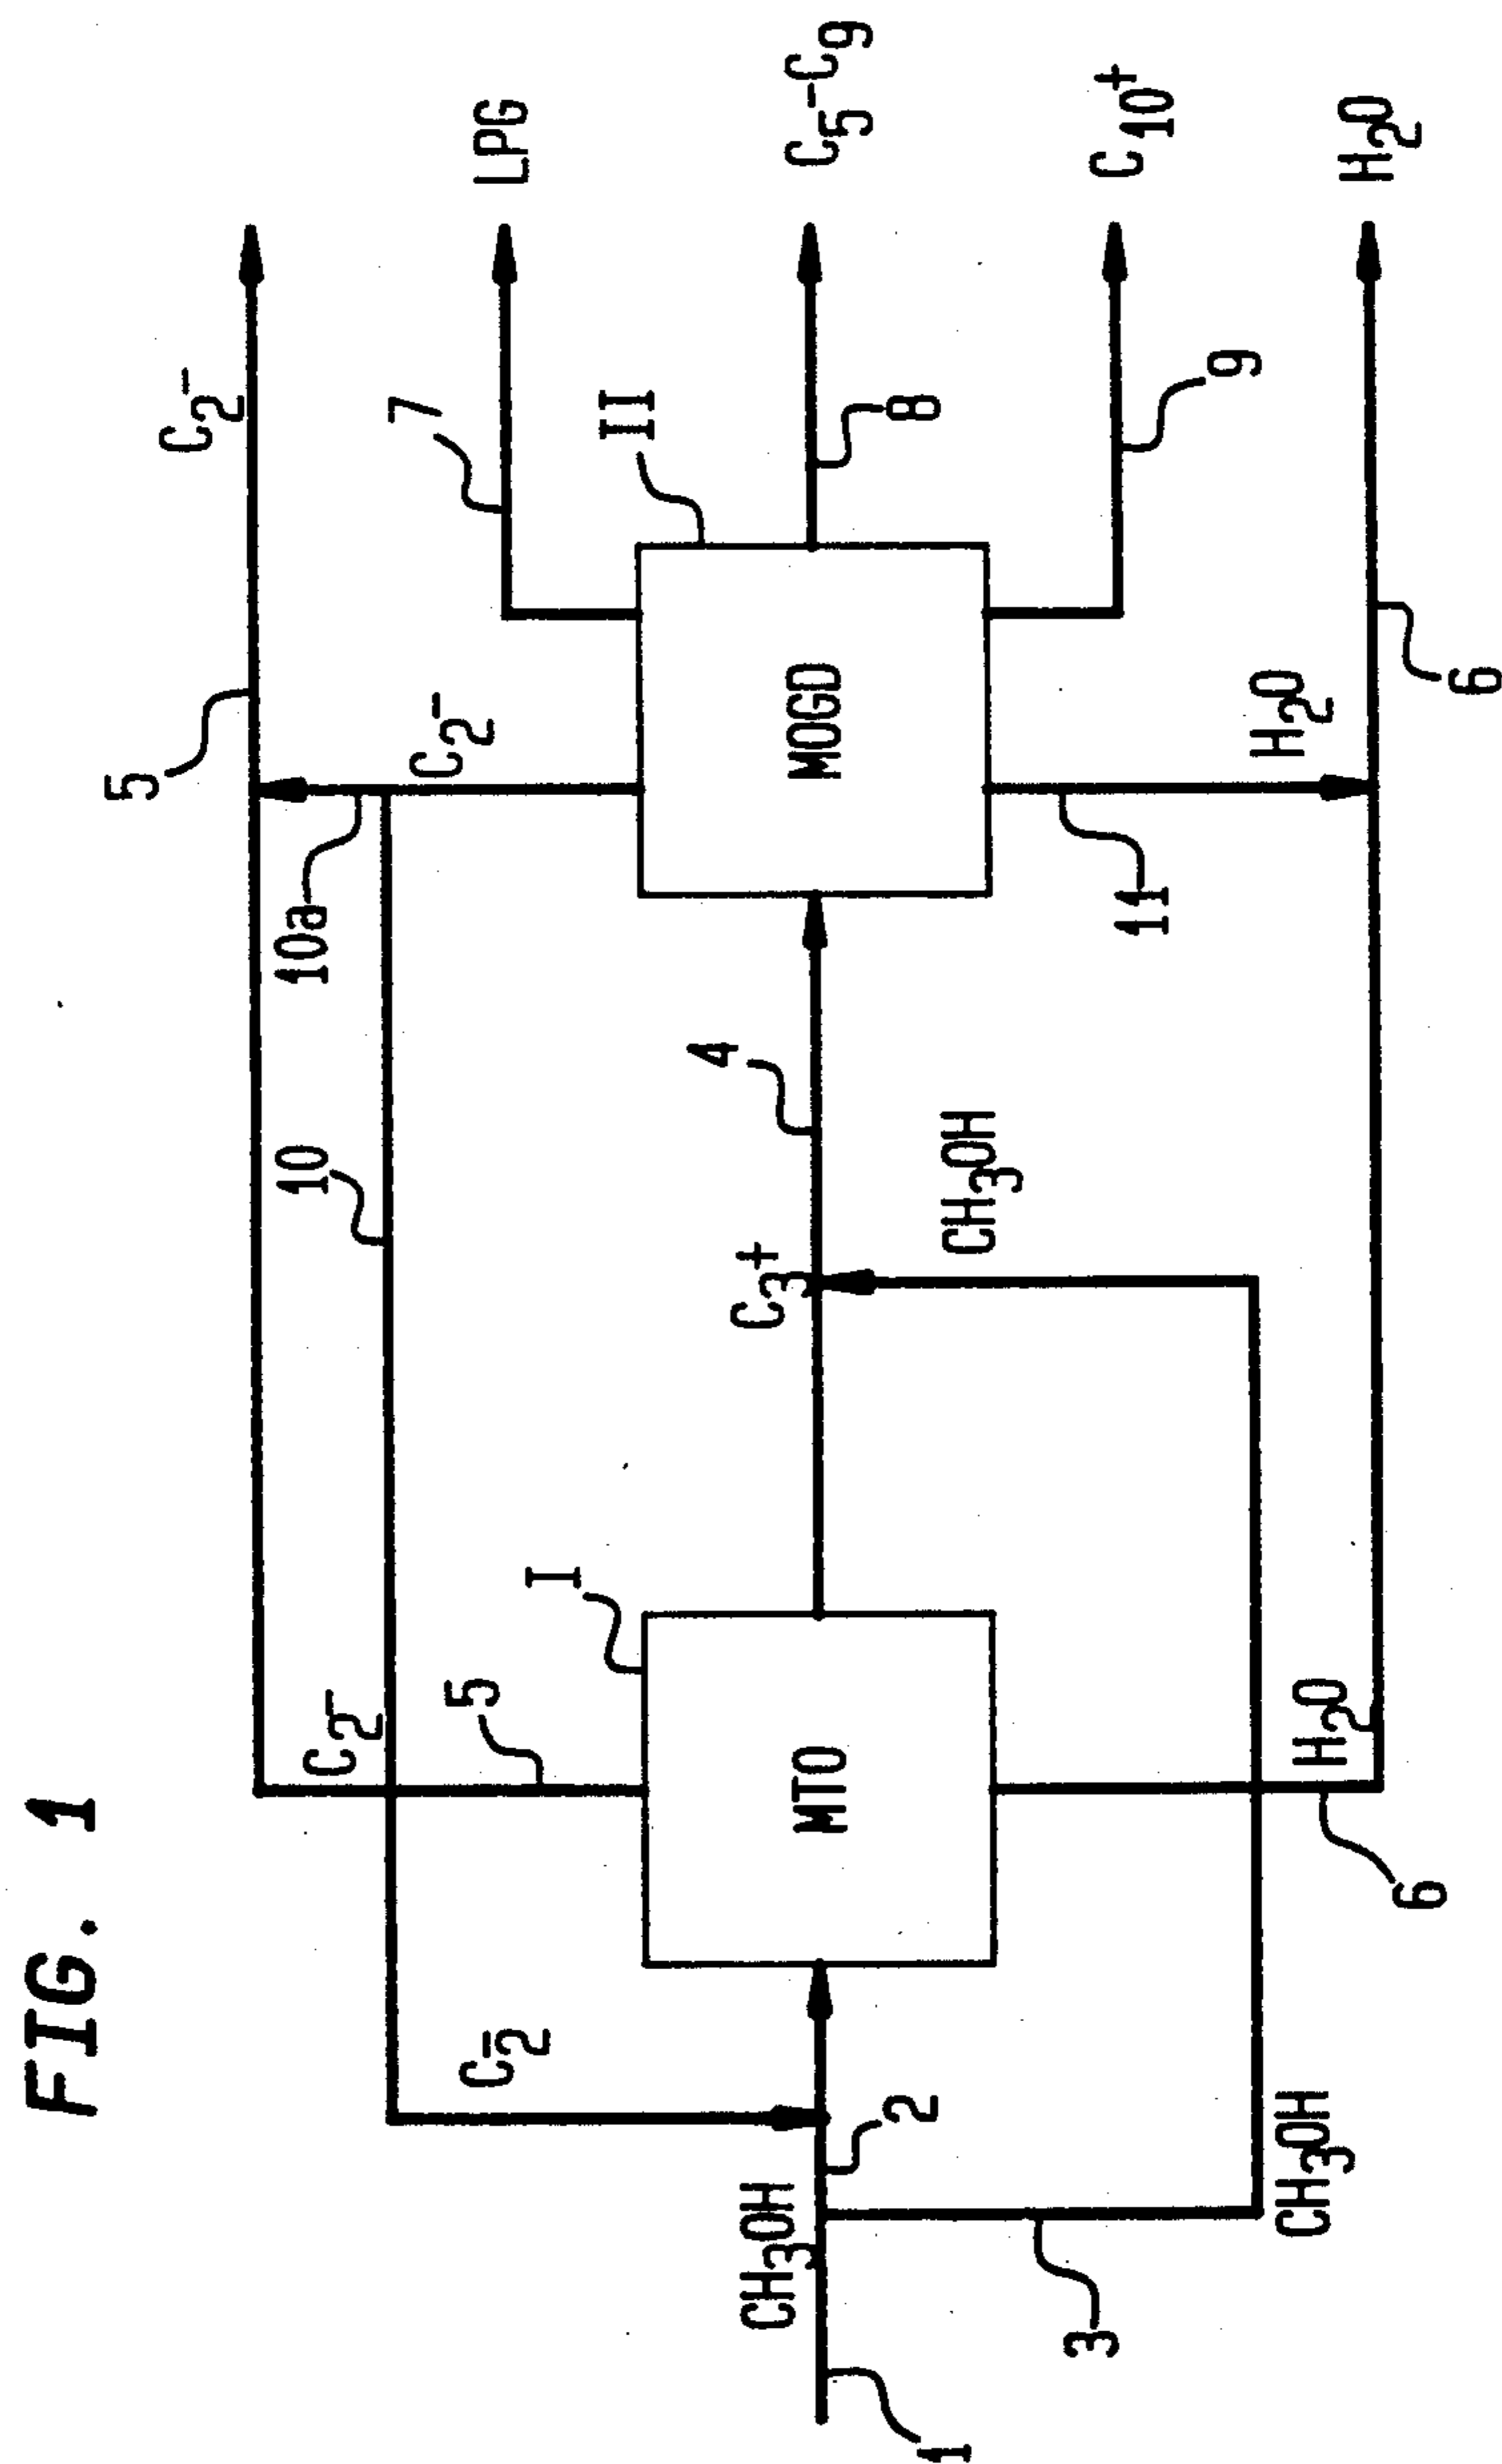 FIG. 1
C₂⁻
5
LPG
7
C₅-C₉
8
II
C₁₀⁺
9
H₂O
6
10a
C₂⁻
MOGD
11
H₂O
10
4
C₃⁺
CH₃OH
C₂⁻
5
I
MTO
H₂O
6
C₂⁻
2
CH₃OH
CH₃OH
3
1